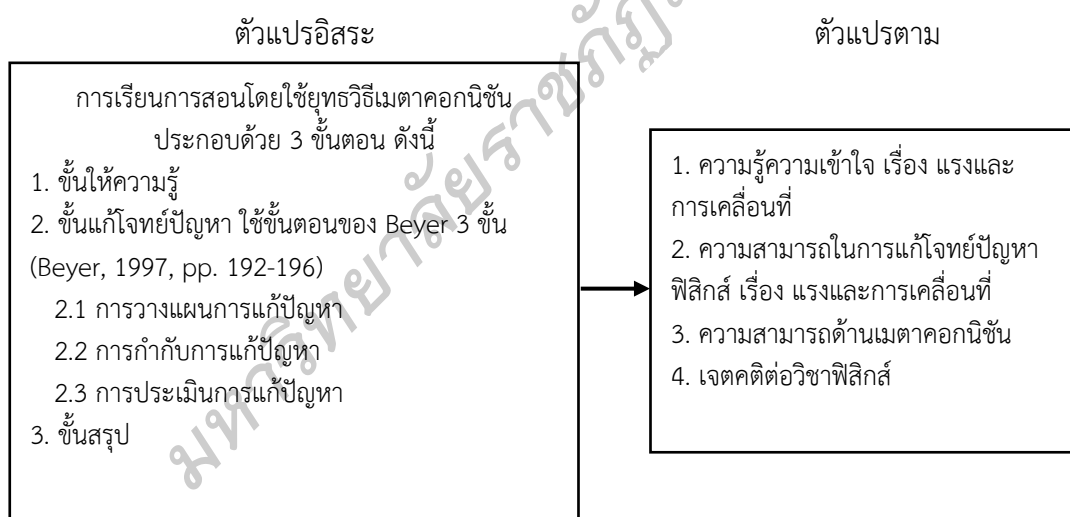 ตัวแปรอิสระ
การเรียนการสอนโดยใช้ยุทธวิธีเมตาคอกนิชัน
ประกอบด้วย 3 ขั้นตอน ดังนี้
1. ขั้นให้ความรู้
2. ขั้นแก้โจทย์ปัญหา ใช้ขั้นตอนของ Beyer 3 ขั้น
(Beyer, 1997, pp. 192-196)
2.1 การวางแผนการแก้ปัญหา
2.2 การกำกับการแก้ปัญหา
2.3 การประเมินการแก้ปัญหา
3. ขั้นสรุป
ตัวแปรตาม
1. ความรู้ความเข้าใจ เรื่อง แรงและ
การเคลื่อนที่
2. ความสามารถในการแก้โจทย์ปัญหา
ฟิสิกส์ เรื่อง แรงและการเคลื่อนที่
3. ความสามารถด้านเมตาคอกนิชัน
4. เจตคติต่อวิชาฟิสิกส์
มหาวิทยาลัยราชภัฏ